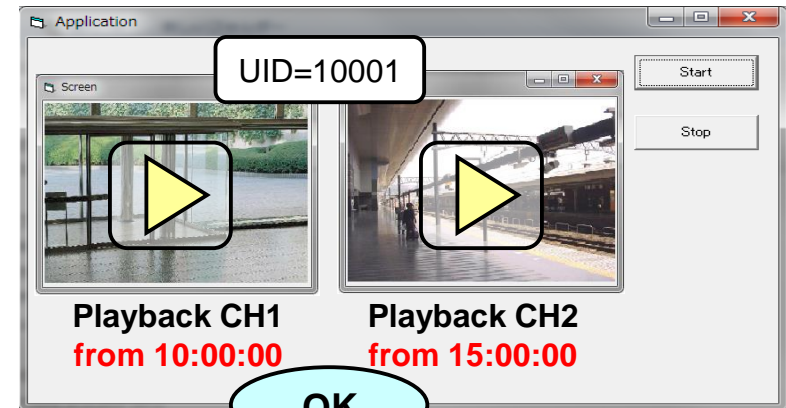 Application
UID=10001
Screen
Start
Stop
Playback CH1
from 10:00:00
Playback CH2
from 15:00:00
OK